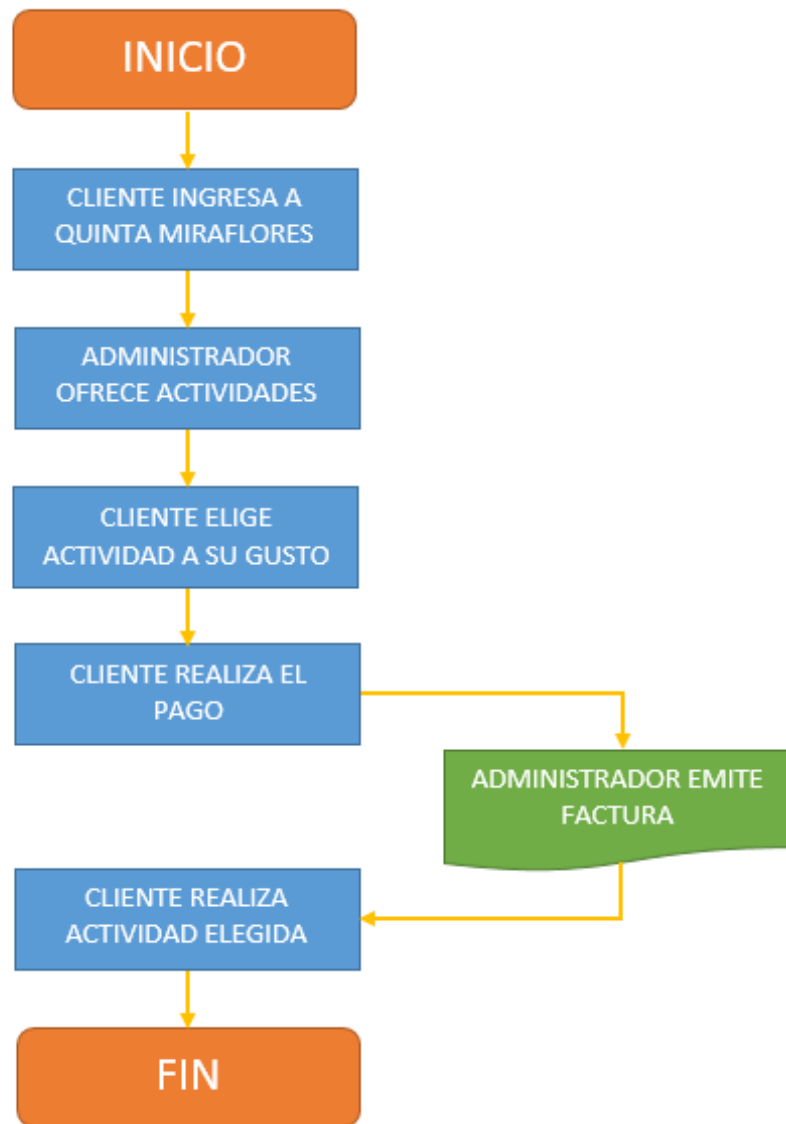 INICIO
CLIENTE INGRESA A
QUINTA MIRAFLORES
ADMINISTRADOR
OFRECE ACTIVIDADES
CLIENTE ELIGE
ACTIVIDAD A SU GUSTO
CLIENTE REALIZA EL
PAGO
ADMINISTRADOR EMITE
FACTURA
CLIENTE REALIZA
ACTIVIDAD ELEGIDA
FIN